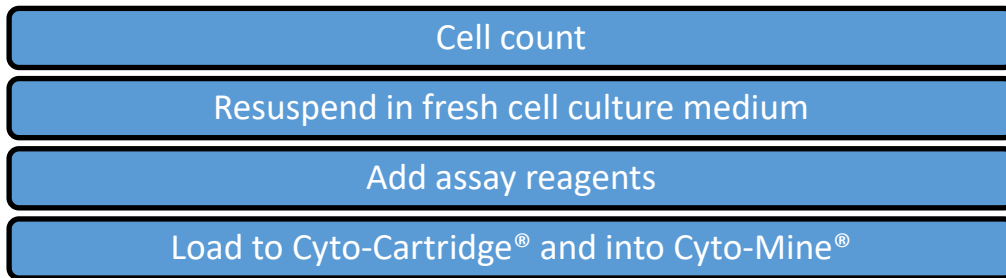 Cell count
Resuspend in fresh cell culture medium
Add assay reagents
Load to Cyto-Cartridge® and into Cyto-Mine®